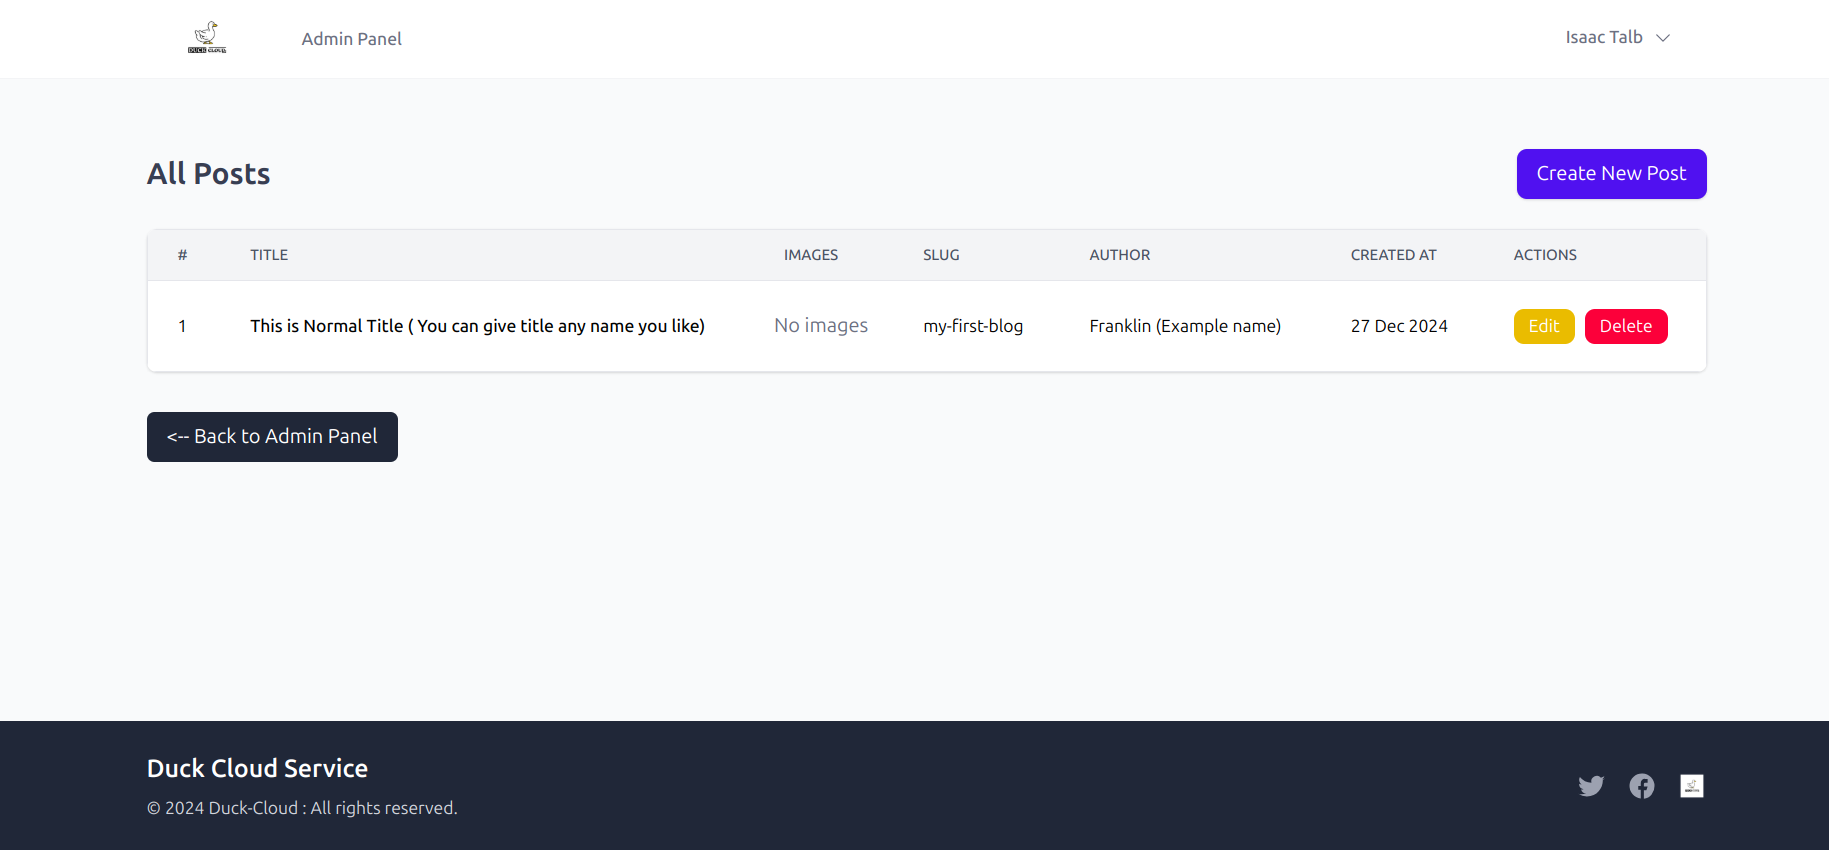 DUCK CLOUD
Admin Panel
Isaac Talb
All Posts
Create New Post
# TITLE IMAGES SLUG AUTHOR CREATED AT ACTIONS
1 This is Normal Title ( You can give title any name you like) No images my-first-blog Franklin (Example name) 27 Dec 2024 Edit Delete
<-- Back to Admin Panel
Duck Cloud Service
© 2024 Duck-Cloud : All rights reserved.